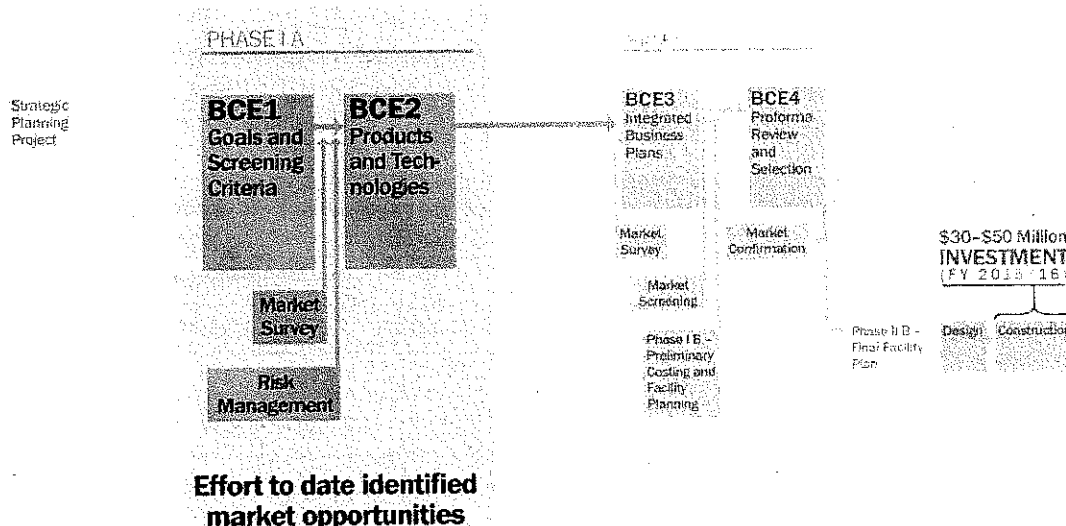 PHASE I A
Strategic
Planning
Project
BCE1
Goals and
Screening
Criteria
BCE2
Products
and Tech-
nologies
Market
Survey
Risk
Management
Effort to date identified
market opportunities
BCE3
Integrated
Business
Plans
BCE4
Proforma
Review
and
Selection
Market
Survey
Market
Confirmation
Market
Screening
Phase I B -
Preliminary
Costing and
Facility
Planning
Phase II B -
Final Facility
Plan
$30-$50 Million
INVESTMENT
Design
Construction